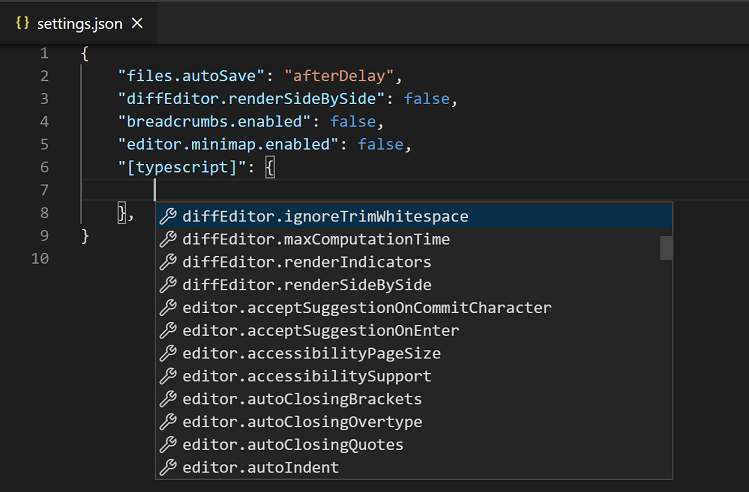 {} settings.json ×
1 {
2 "files.autoSave": "afterDelay",
3 "diffEditor.renderSideBySide": false,
4 "breadcrumbs.enabled": false,
5 "editor.minimap.enabled": false,
6 "[typescript]": {
7
8 },
9 }
10
diffEditor.ignoreTrimWhitespace
diffEditor.maxComputationTime
diffEditor.renderIndicators
diffEditor.renderSideBySide
editor.acceptSuggestionOnCommitCharacter
editor.acceptSuggestionOnEnter
editor.accessibilityPageSize
editor.accessibilitySupport
editor.autoClosingBrackets
editor.autoClosingOvertype
editor.autoClosingQuotes
editor.autoIndent